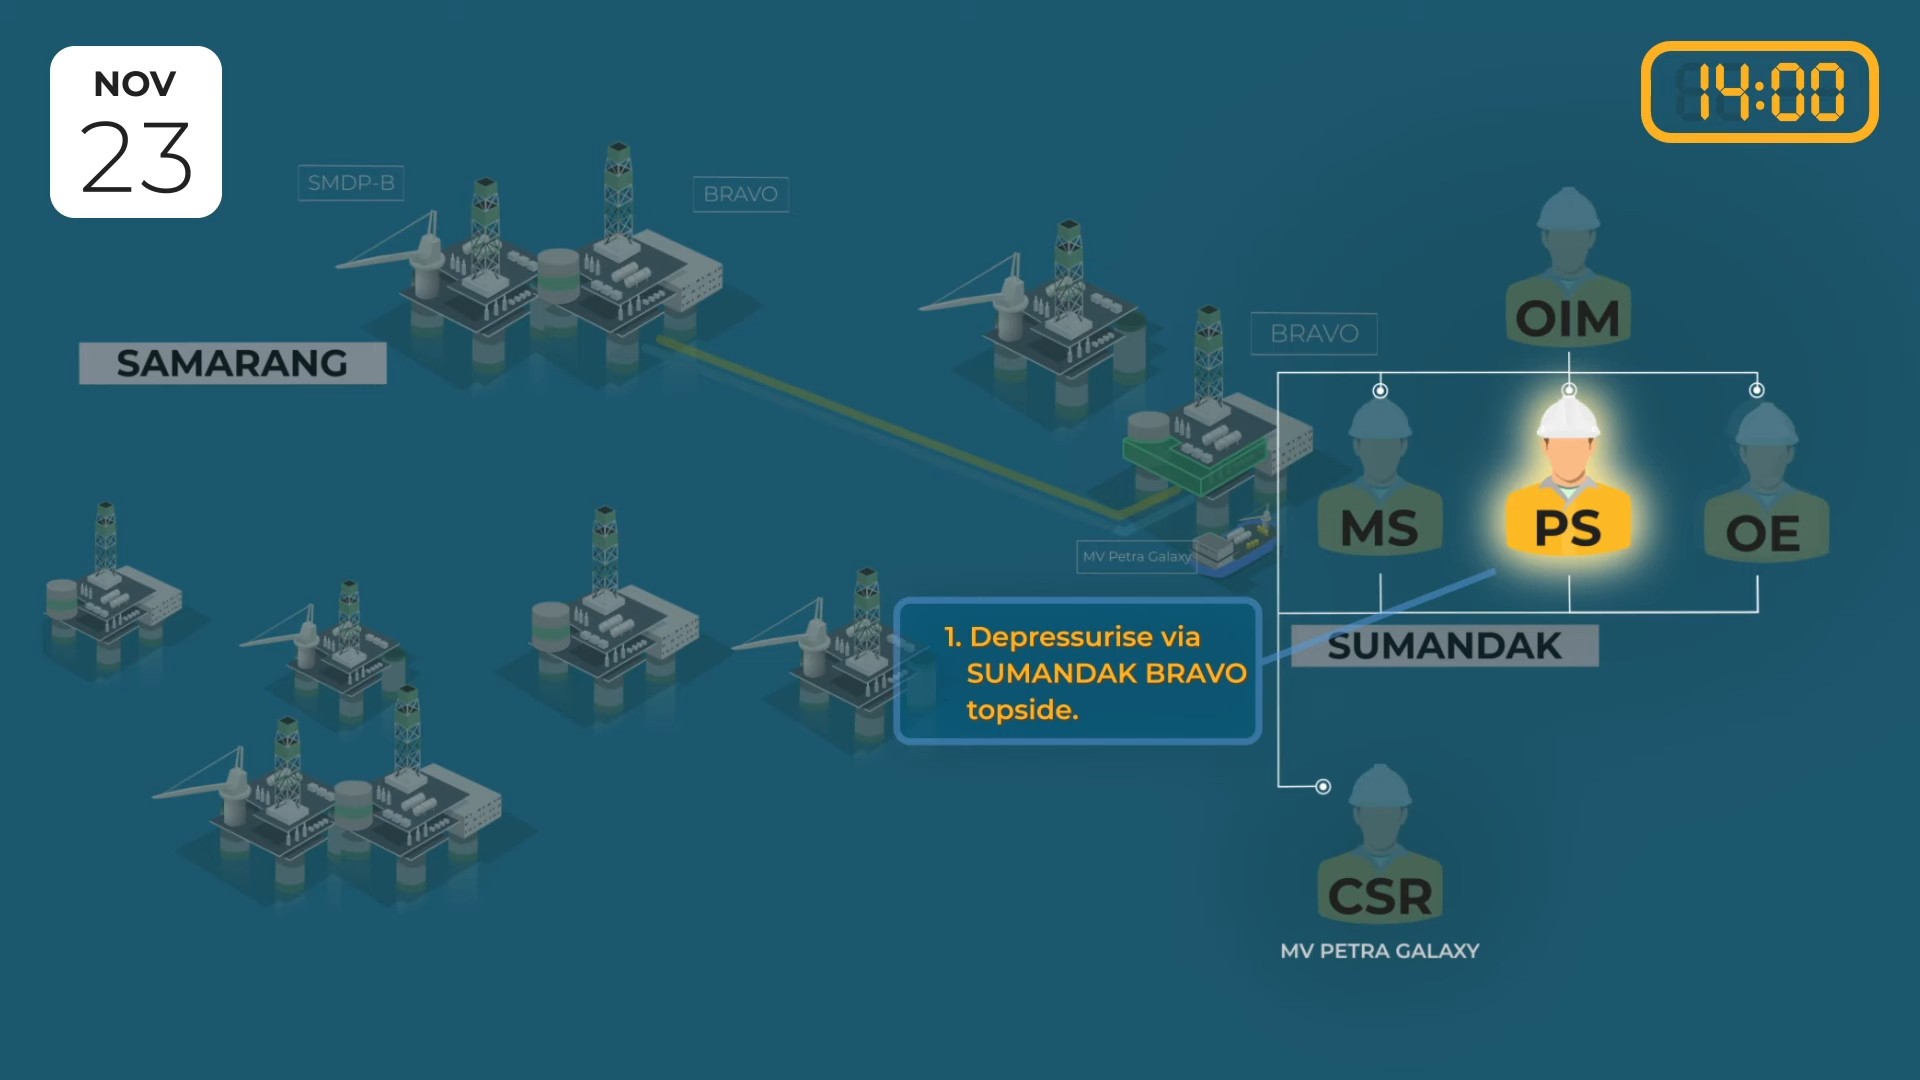 NOV
23
14:00
SMDP-B
BRAVO
OIM
BRAVO
SAMARANG
MS
PS
OE
MV Petra Galaxy
1. Depressurise via
SUMANDAK BRAVO
topside.
SUMANDAK
CSR
MV PETRA GALAXY